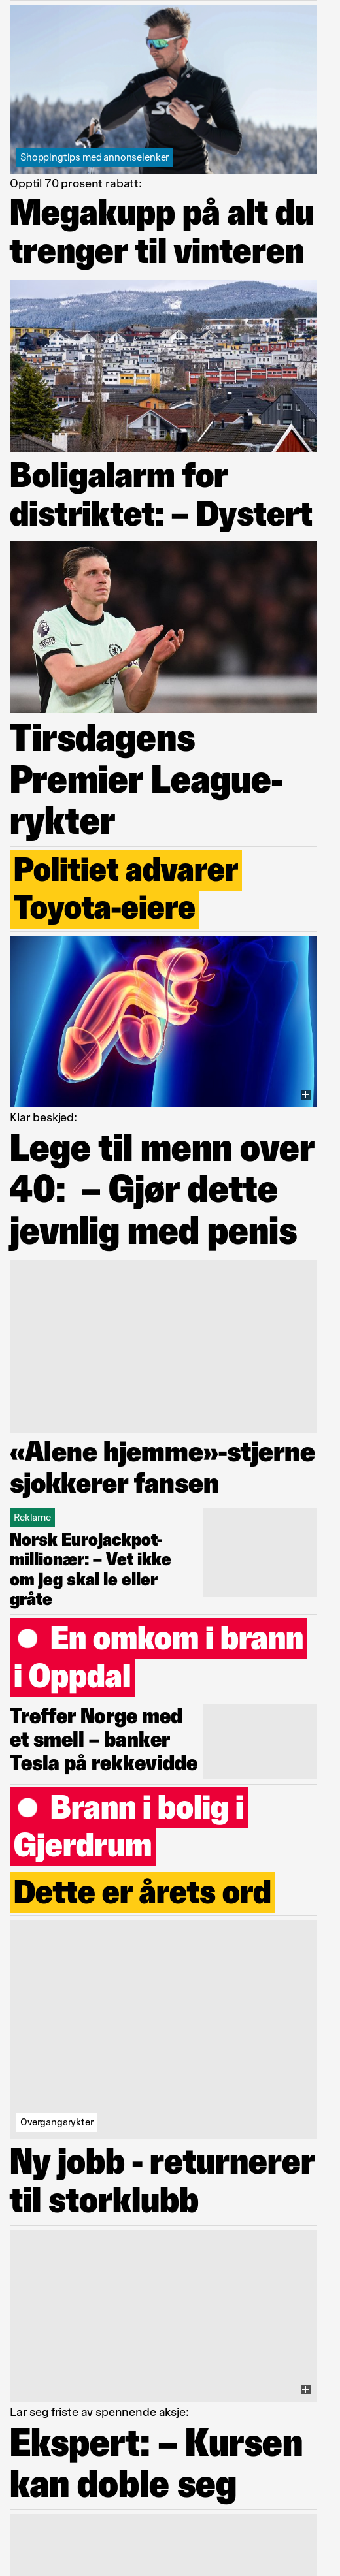 Shoppingtips med annonselenker
Opptil 70 prosent rabatt:
Megakupp på alt du
trenger til vinteren
Boligalarm for
distriktet: – Dystert
Tirsdagens
Premier League-
rykter
Politiet advarer
Toyota-eiere
Klar beskjed:
Lege til menn over
40:  – Gjør dette
jevnlig med penis
«Alene hjemme»-stjerne
sjokkerer fansen
Reklame
Norsk Eurojackpot-
millionær: – Vet ikke
om jeg skal le eller
gråte
En omkom i brann
i Oppdal
Treffer Norge med
et smell – banker
Tesla på rekkevidde
Brann i bolig i
Gjerdrum
Dette er årets ord
Overgangsrykter
Ny jobb - returnerer
til storklubb
Lar seg friste av spennende aksje:
Ekspert: – Kursen
kan doble seg